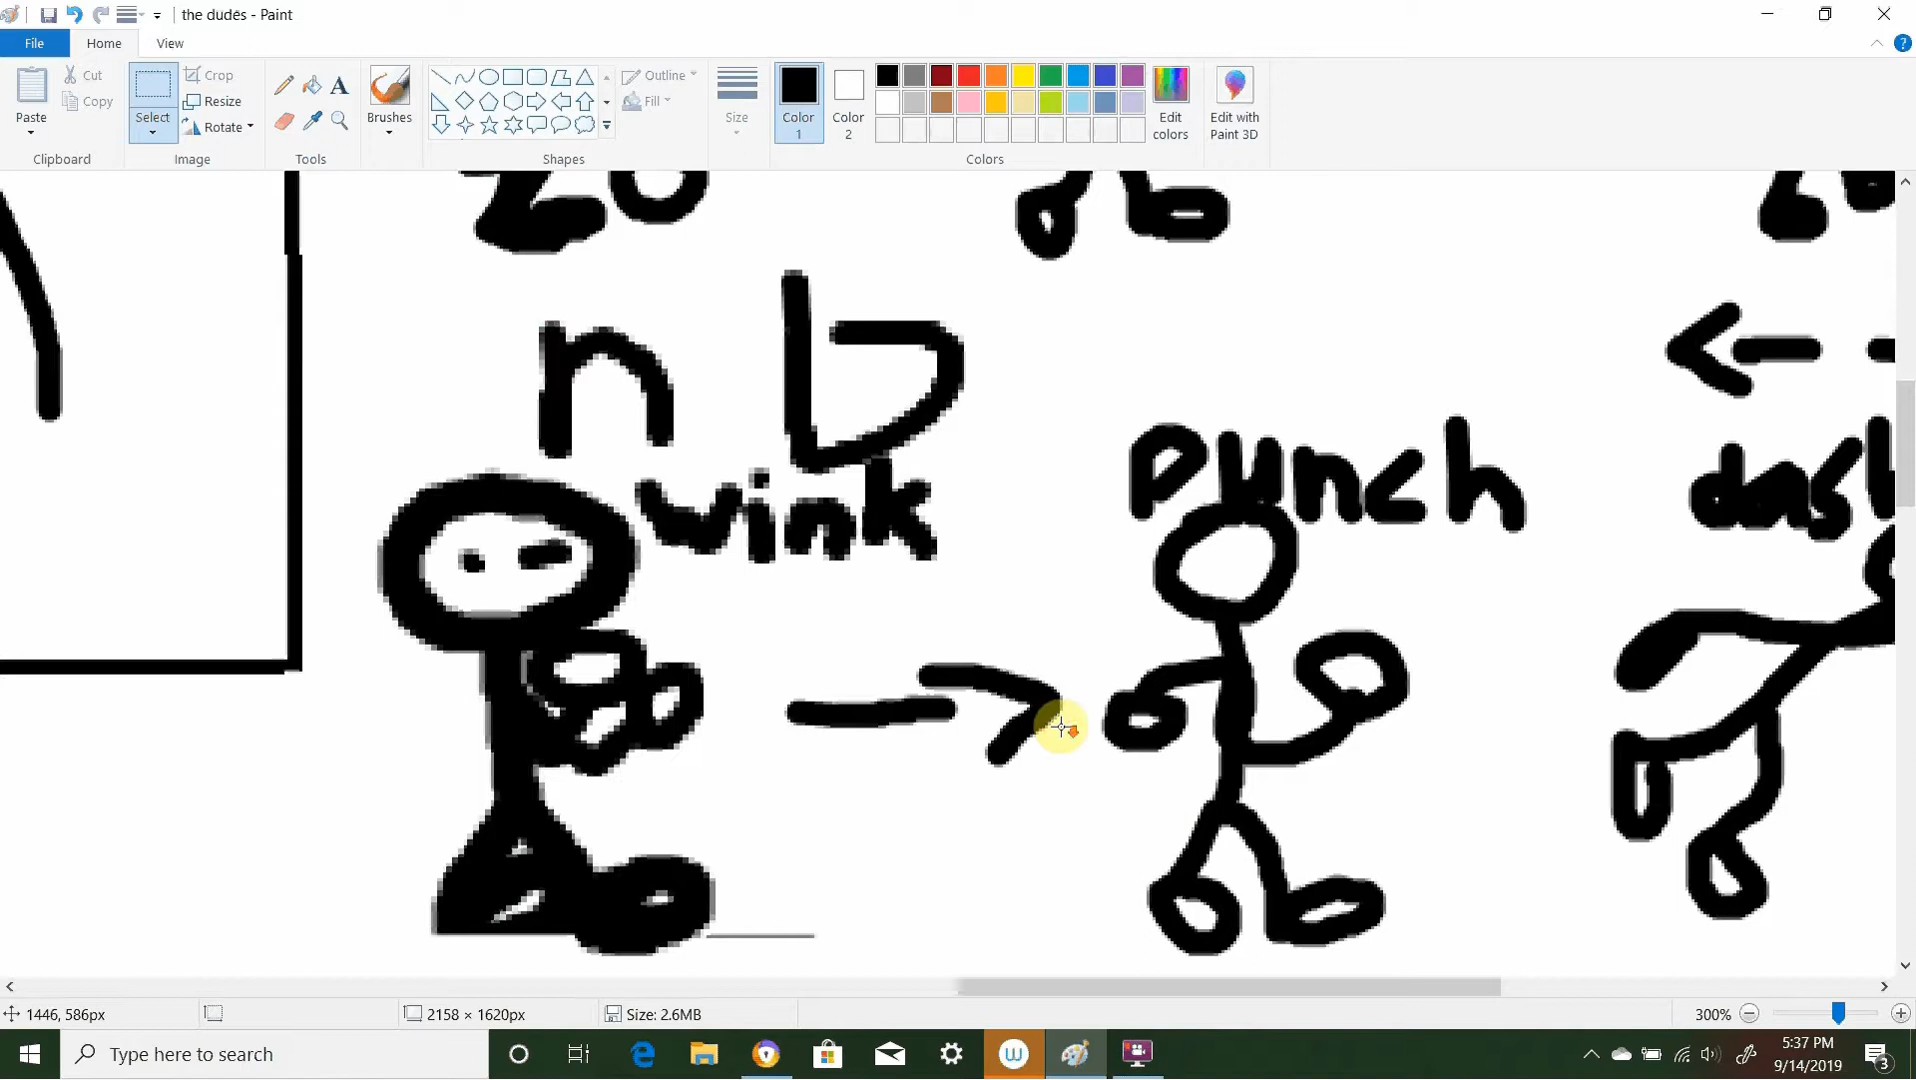 the dudes - Paint
File Home View
Paste
Cut
Copy
Clipboard
Select
Crop
Resize
Rotate
Image
Tools
Brushes
Shapes
Outline
Fill
Size
Color 1
Color 2
Edit colors
Colors
Edit with Paint 3D
n
wink
punch
1446, 586px
2158 × 1620px
Size: 2.6MB
300%
Type here to search
5:37 PM
9/14/2019
3